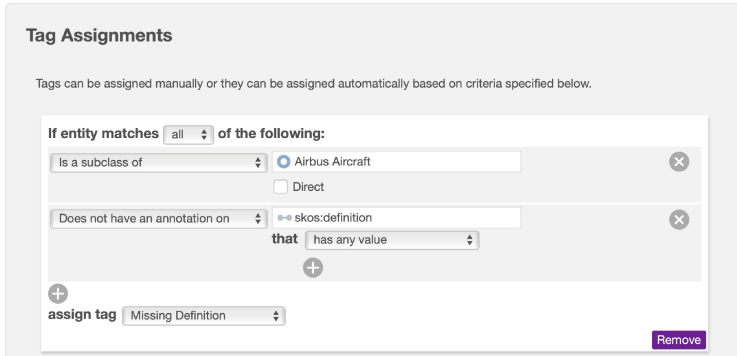 Tag Assignments
Tags can be assigned manually or they can be assigned automatically based on criteria specified below.
If entity matches all of the following:
Is a subclass of Airbus Aircraft
Direct
Does not have an annotation on skos:definition
that has any value
assign tag Missing Definition
Remove